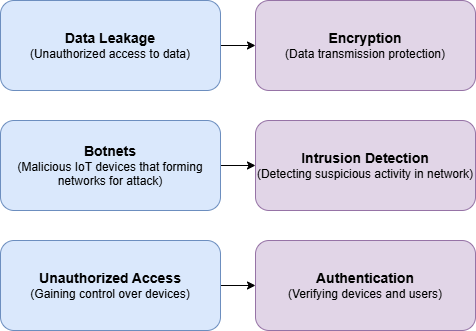 Data Leakage
(Unauthorized access to data)
Encryption
(Data transmission protection)
Botnets
(Malicious IoT devices that forming
networks for attack)
Intrusion Detection
(Detecting suspicious activity in network)
Unauthorized Access
(Gaining control over devices)
Authentication
(Verifying devices and users)